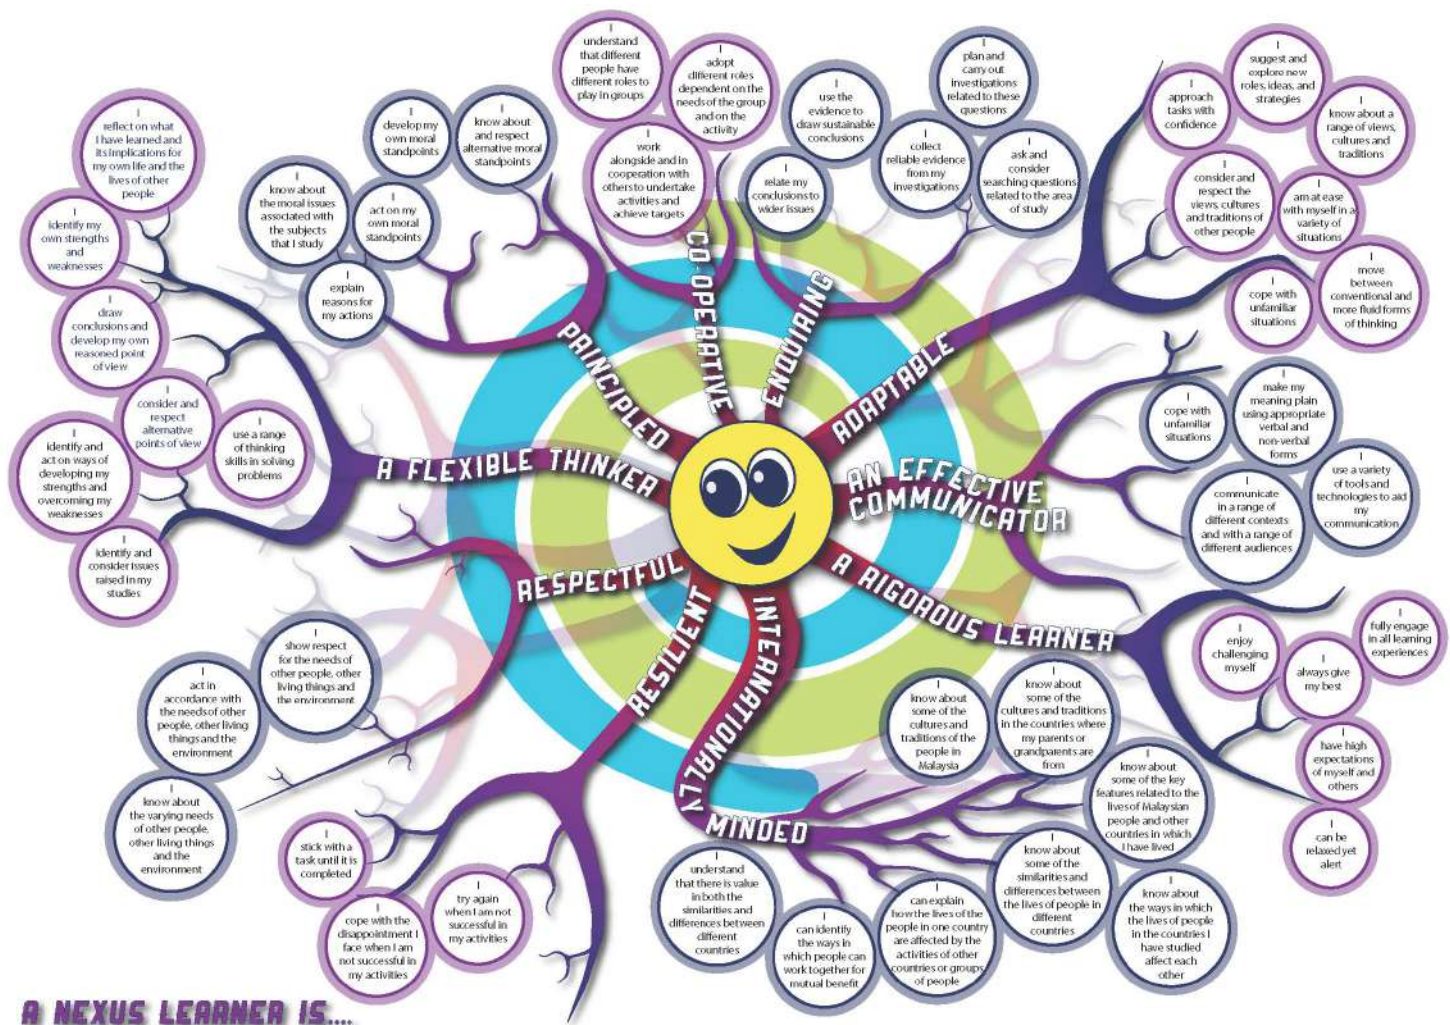 I
reflect on what
I have learned and
its implications for
my own life and the
lives of other
people
I
identify my
own strengths
and
weaknesses
I
draw
conclusions and
develop my own
reasoned point
of view
I
consider and
respect
alternative
points of view
I
use a range
of thinking
skills in solving
problems
I
identify and
act on ways of
developing my
strengths and
overcoming my
weaknesses
I
identify and
consider issues
raised in my
studies
A FLEXIBLE THINKER
I
know about
the moral issues
associated with
the subjects
that I study
I
develop my
own moral
standpoints
I
know about
and respect
alternative moral
standpoints
I
act on my
own moral
standpoints
I
explain
reasons for
my actions
PRINCIPLED
I
understand
that different
people have
different roles to
play in groups
I
adopt
different roles
dependent on the
needs of the group
and on the
activity
I
work
alongside and in
cooperation with
others to undertake
activities and
achieve targets
CO-OPERATIVE
I
plan and
carry out
investigations
related to these
questions
I
use the
evidence to
draw sustainable
conclusions
I
collect
reliable evidence
from my
investigations
I
ask and
consider
searching questions
related to the area
of study
I
relate my
conclusions to
wider issues
ENQUIRING
I
suggest and
explore new
roles, ideas, and
strategies
I
approach
tasks with
confidence
I
know about a
range of views,
cultures and
traditions
I
consider and
respect the
views, cultures
and traditions of
other people
I
am at ease
with myself in a
variety of
situations
I
move
between
conventional and
more fluid forms
of thinking
I
cope with
unfamiliar
situations
ADAPTABLE
I
cope with
unfamiliar
situations
I
make my
meaning plain
using appropriate
verbal and
non-verbal
forms
I
use a variety
of tools and
technologies to aid
my
communication
I
communicate
in a range of
different contexts
and with a range of
different audiences
AN EFFECTIVE
COMMUNICATOR
A RIGOROUS LEARNER
I
enjoy
challenging
myself
I
fully engage
in all learning
experiences
I
always give
my best
I
have high
expectations
of myself and
others
I
can be
relaxed yet
alert
RESPECTFUL
I
show respect
for the needs of
other people, other
living things and
the environment
I
act in
accordance with
the needs of other
people, other living
things and the
environment
I
know about
the varying needs
of other people,
other living things
and the
environment
RESILIENT
I
stick with a
task until it is
completed
I
cope with the
disappointment I
face when I am
not successful in
my activities
I
try again
when I am not
successful in
my activities
INTERNATIONALLY
MINDED
I
know about
some of the
cultures and
traditions of the
people in
Malaysia
I
know about
some of the
cultures and traditions
in the countries where
my parents or
grandparents are
from
I
know about
some of the key
features related to the
lives of Malaysian
people and other
countries in which
I have lived
I
know about
some of the
similarities and
differences between
the lives of people in
different
countries
I
know about
the ways in which
the lives of people
in the countries I
have studied
affect each
other
I
can explain
how the lives of the
people in one country
are affected by the
activities of other
countries or groups
of people
I
can identify
the ways in
which people can
work together for
mutual benefit
I
understand
that there is value
in both the
similarities and
differences between
different
countries
A NEXUS LEARNER IS....